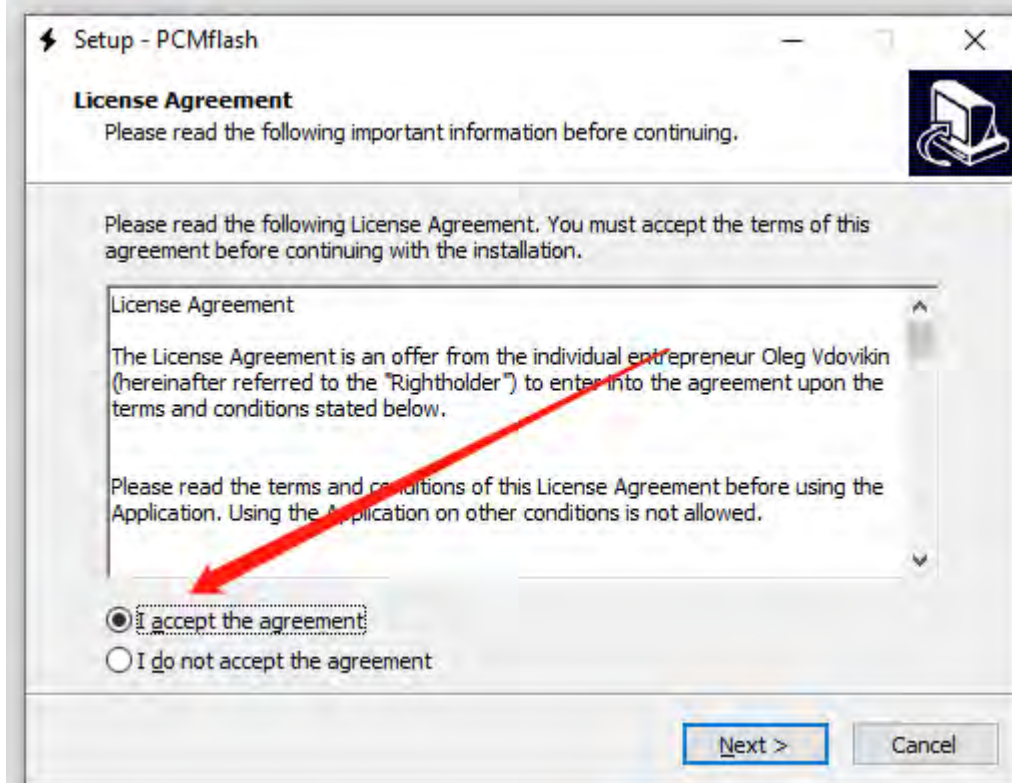 Setup - PCMflash
License Agreement
Please read the following important information before continuing.
Please read the following License Agreement. You must accept the terms of this
agreement before continuing with the installation.
License Agreement
The License Agreement is an offer from the individual entrepreneur Oleg Vdovikin
(hereinafter referred to the "Rightholder") to enter into the agreement upon the
terms and conditions stated below.
Please read the terms and conditions of this License Agreement before using the
Application. Using the Application on other conditions is not allowed.
I accept the agreement
I do not accept the agreement
Next >
Cancel